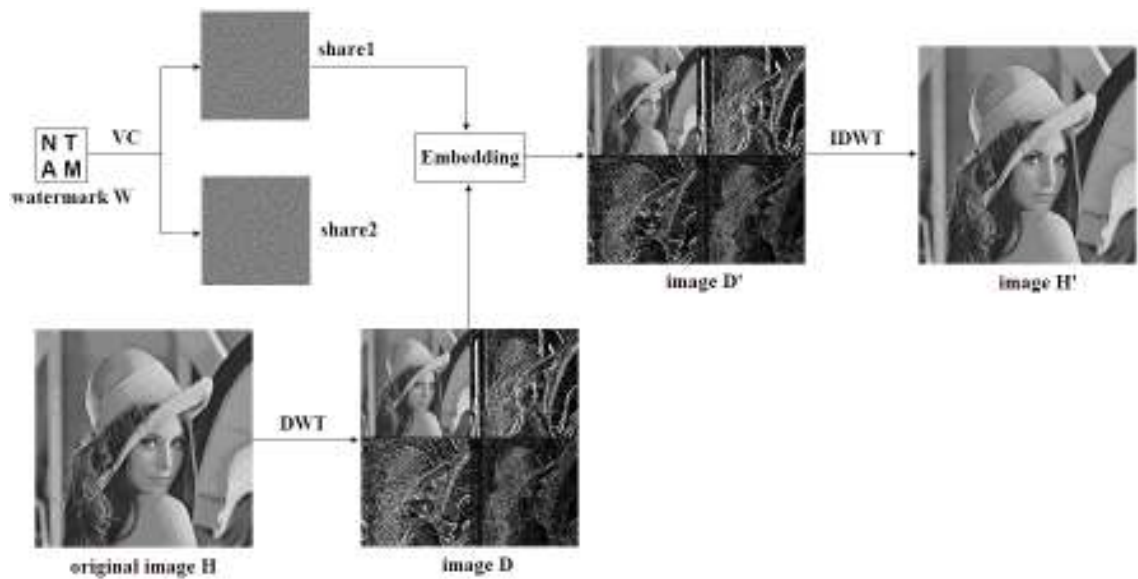 share1
N T
A M
VC
watermark W
share2
Embedding
image D'
IDWT
image H'
original image H
DWT
image D